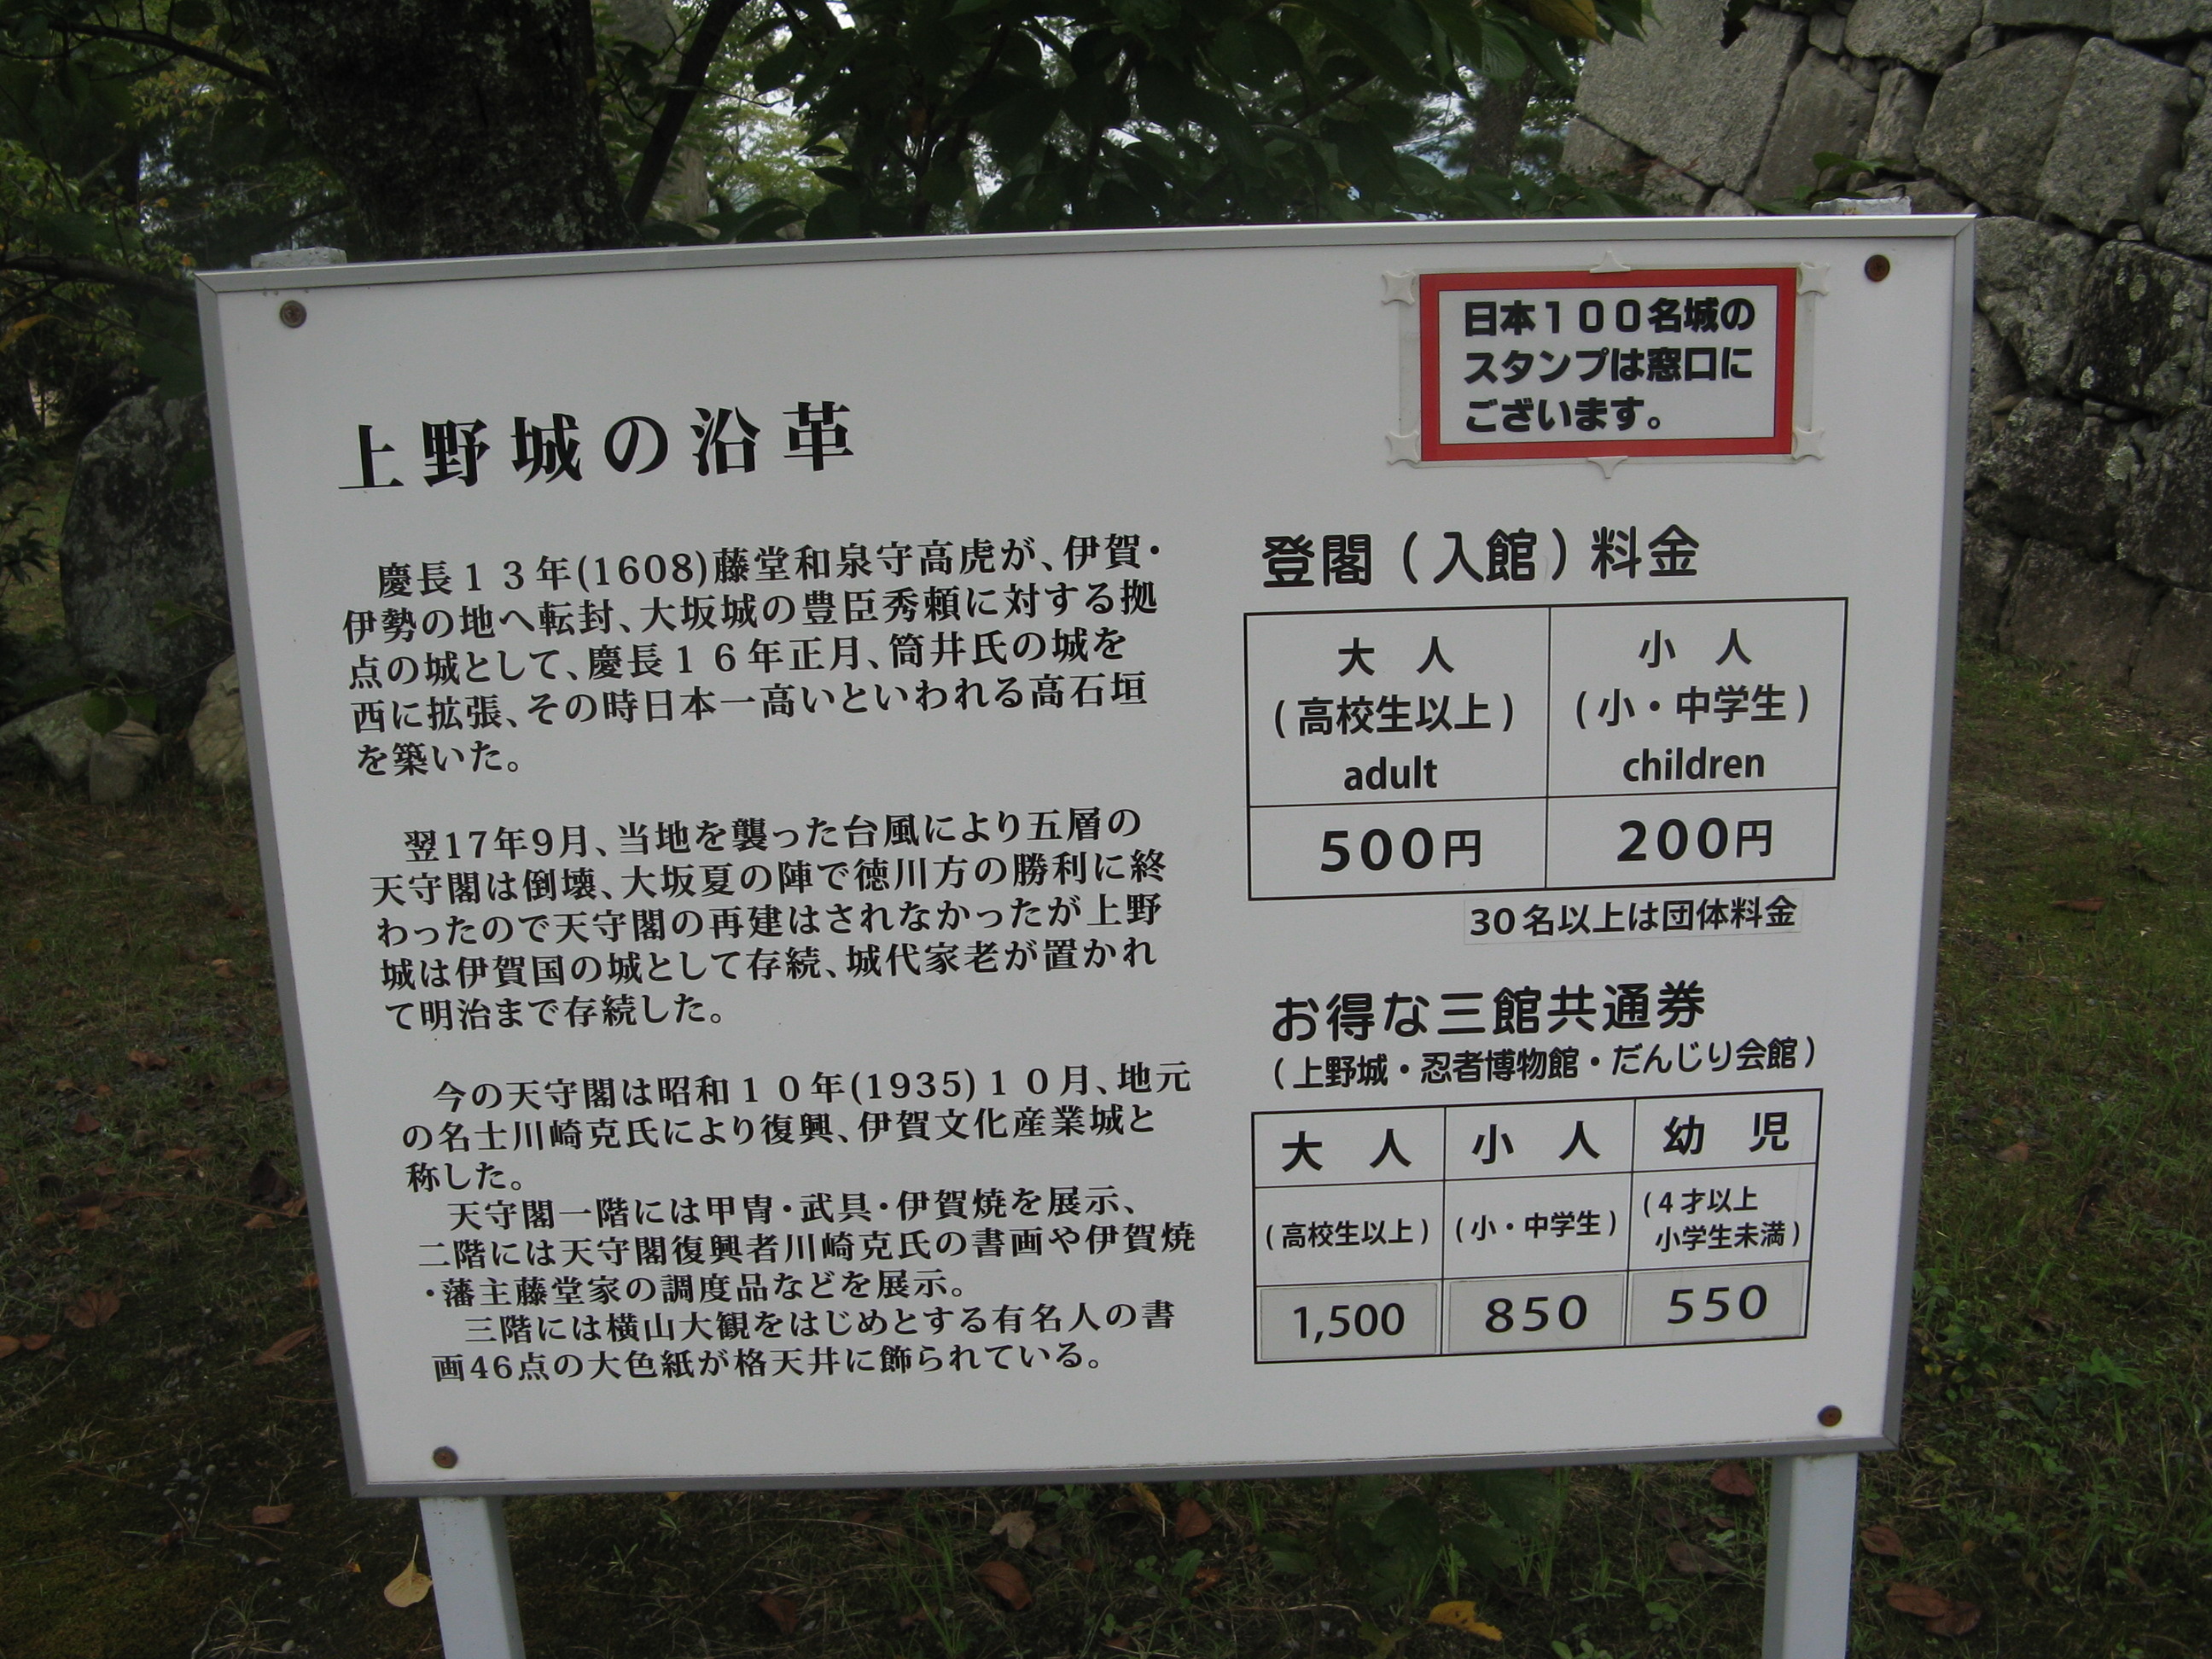 上野城の沿革
慶長13年(1608)藤堂和泉守高虎が、伊賀・
伊勢の地へ転封、大坂城の豊臣秀頼に対する拠
点の城として、慶長16年正月、筒井氏の城を
西に拡張、その時日本一高いといわれる高石垣
を築いた。
翌17年9月、当地を襲った台風により五層の
天守閣は倒壊、大坂夏の陣で徳川方の勝利に終
わったので天守閣の再建はされなかったが上野
城は伊賀国の城として存続、城代家老が置かれ
て明治まで存続した。
今の天守閣は昭和10年(1935)10月、地元
の名士川崎克氏により復興、伊賀文化産業城と
称した。
天守閣一階には甲冑・武具・伊賀焼を展示、
二階には天守閣復興者川崎克氏の書画や伊賀焼
・藩主藤堂家の調度品などを展示。
三階には横山大観をはじめとする有名人の書
画46点の大色紙が格天井に飾られている。
日本100名城の
スタンプは窓口に
ございます。
登閣(入館)料金
大人 小人
(高校生以上) (小・中学生)
adult children
500円 200円
30名以上は団体料金
お得な三館共通券
(上野城・忍者博物館・だんじり会館)
大人 小人 幼児
(高校生以上) (小・中学生) (4才以上
小学生未満)
1,500 850 550